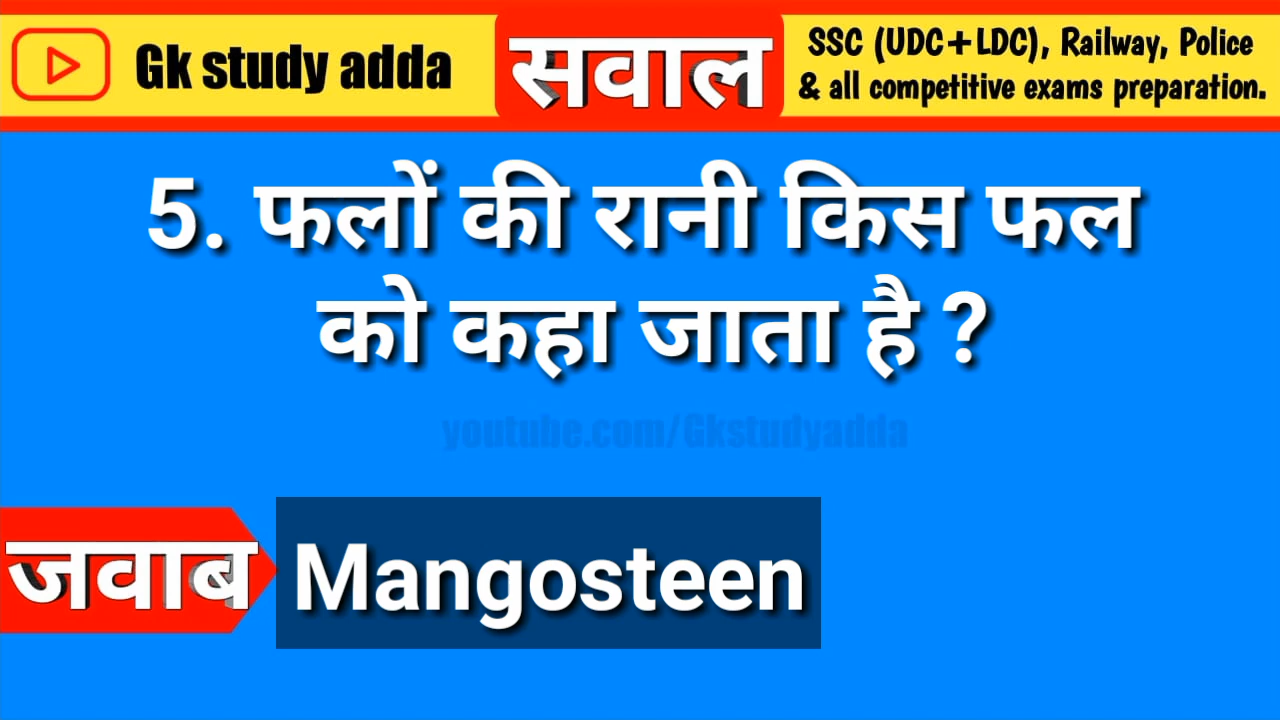 Gk study adda
सवाल
SSC (UDC+LDC), Railway, Police
& all competitive exams preparation.
5. फलों की रानी किस फल
को कहा जाता है ?
youtube.com/Gkstudyadda
जवाब
Mangosteen